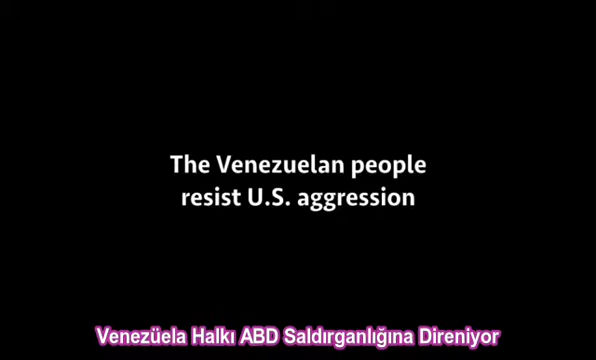 The Venezuelan people
resist U.S. aggression
Venezüela Halkı ABD Saldırganlığına Direniyor